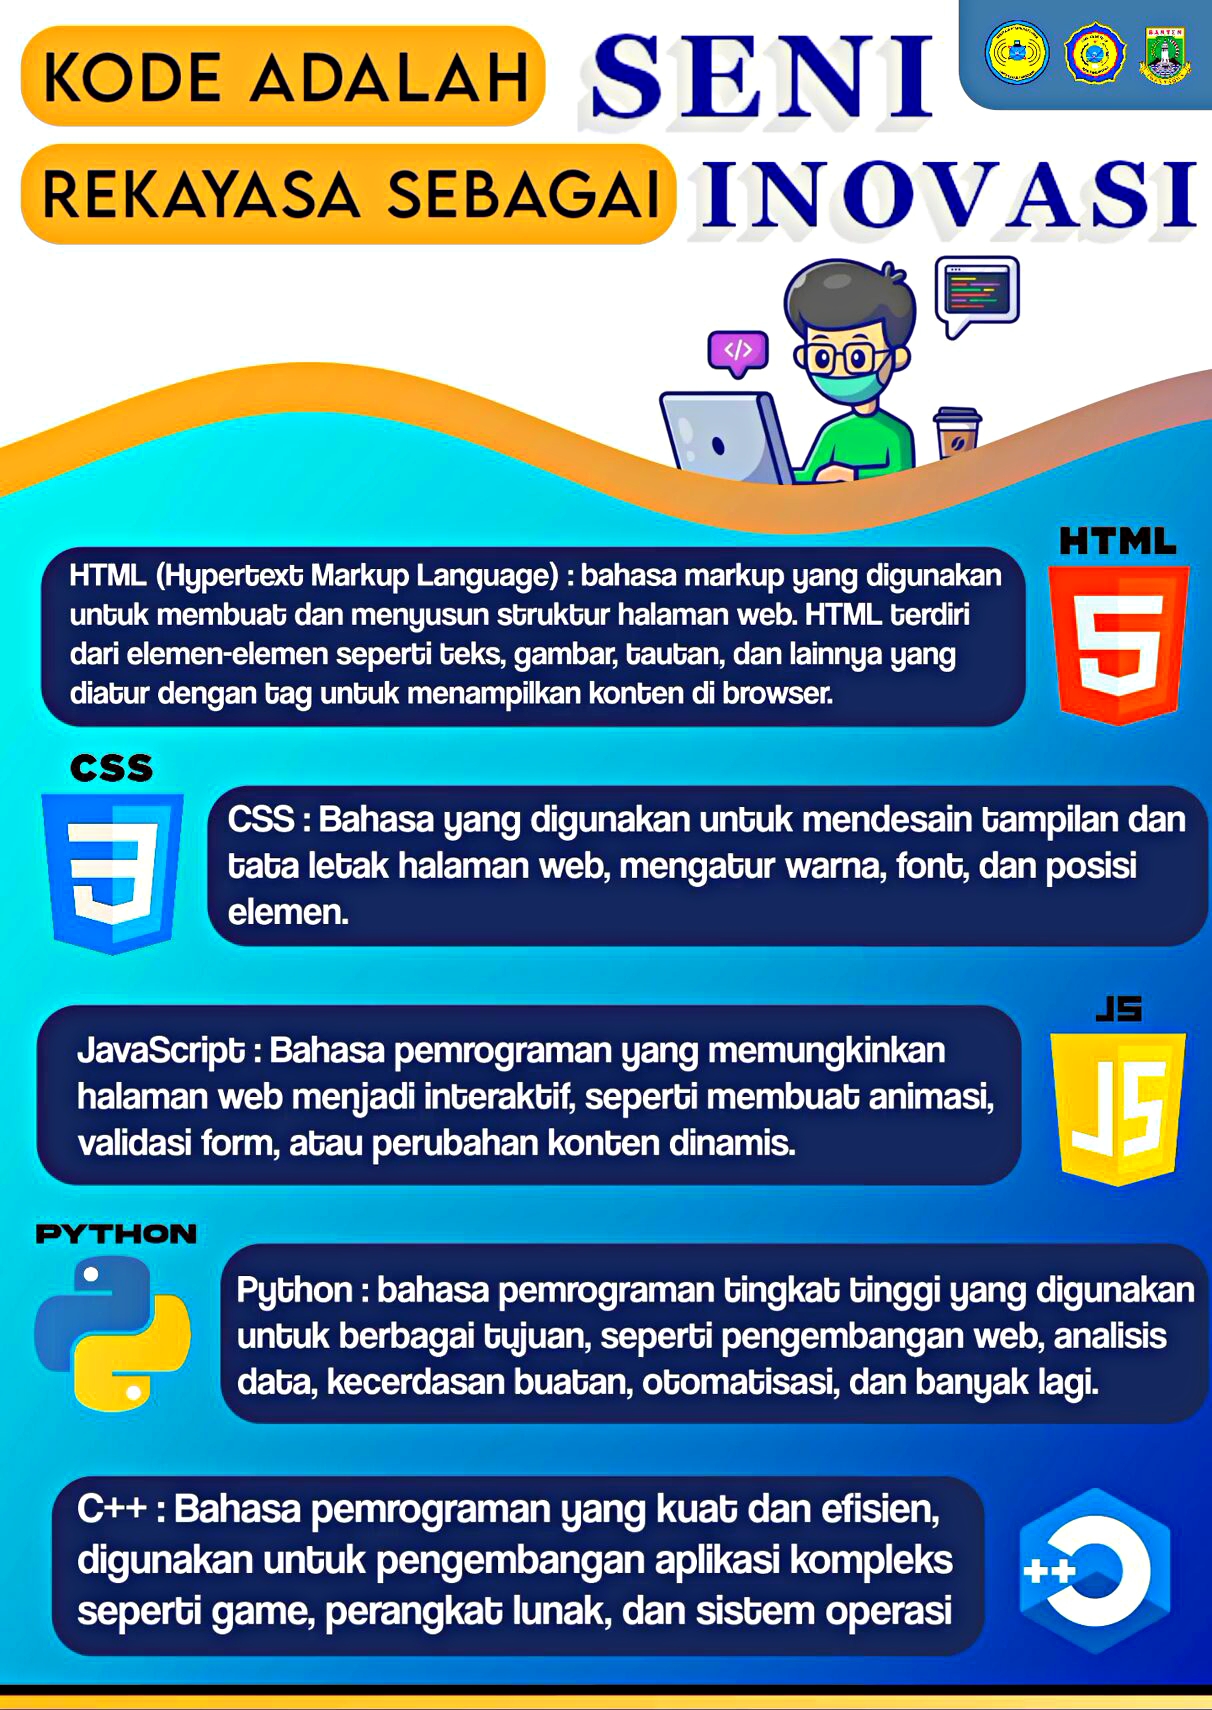 KODE ADALAH SENI
REKAYASA SEBAGAI INOVASI
BANTEN
</>
HTML
HTML (Hypertext Markup Language) : bahasa markup yang digunakan
untuk membuat dan menyusun struktur halaman web. HTML terdiri
dari elemen-elemen seperti teks, gambar, tautan, dan lainnya yang
diatur dengan tag untuk menampilkan konten di browser.
5
CSS
3
CSS : Bahasa yang digunakan untuk mendesain tampilan dan
tata letak halaman web, mengatur warna, font, dan posisi
elemen.
JS
JavaScript : Bahasa pemrograman yang memungkinkan
halaman web menjadi interaktif, seperti membuat animasi,
validasi form, atau perubahan konten dinamis.
JS
PYTHON
Python : bahasa pemrograman tingkat tinggi yang digunakan
untuk berbagai tujuan, seperti pengembangan web, analisis
data, kecerdasan buatan, otomatisasi, dan banyak lagi.
C++ : Bahasa pemrograman yang kuat dan efisien,
digunakan untuk pengembangan aplikasi kompleks
seperti game, perangkat lunak, dan sistem operasi
++